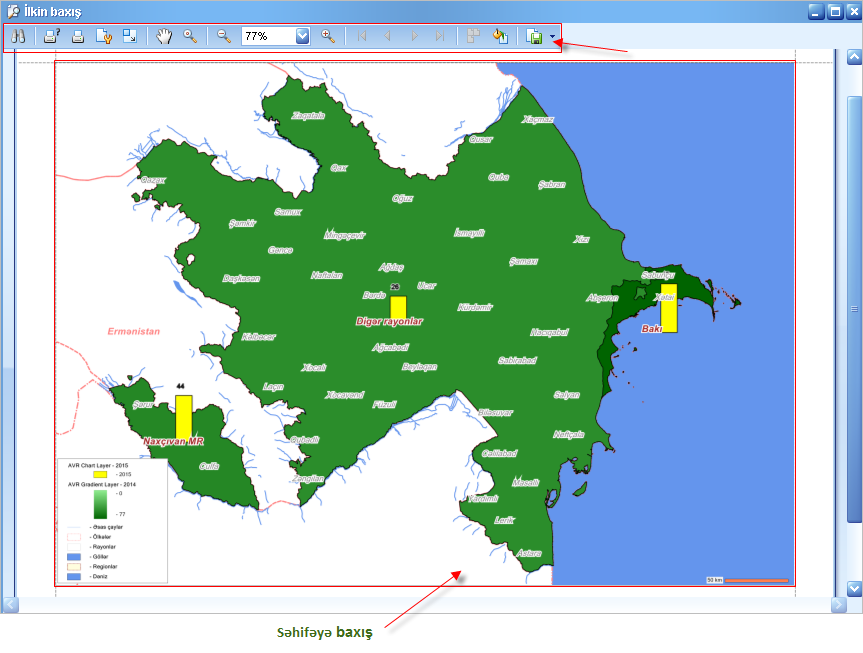 İlkin baxış
77%
Zaqatala
Xaçmaz
Qusar
Qax
Quba
Qazax
Şabran
Oğuz
Samux
Şəmkir
İsmayıllı
Mingəçevir
Xızı
Gəncə
Şamaxı
Ağdaş
Naftalan
Daşkəsən
Sabunçu
Ucar
26
Bərdə
Abşeron
Xətai
Kürdəmir
Digər rayonlar
Bakı
Ermənistan
Hacıqabul
Kəlbəcər
Ağcabədi
Sabirabad
Xocalı
Beyləqan
44
Laçın
Xocavənd
Salyan
Şərur
Füzuli
Biləsuvar
Neftçala
Naxçıvan MR
Qubadlı
Cəlilabad
Culfa
AVR Chart Layer - 2015
- 2015
Zəngilan
Masallı
AVR Gradient Layer - 2014
- 0
Yardımlı
- 77
Lerik
- Əsas çaylar
- Ölkələr
- Rayonlar
Astara
- Göllər
- Regionlar
- Dəniz
50 km
Səhifəyə baxış